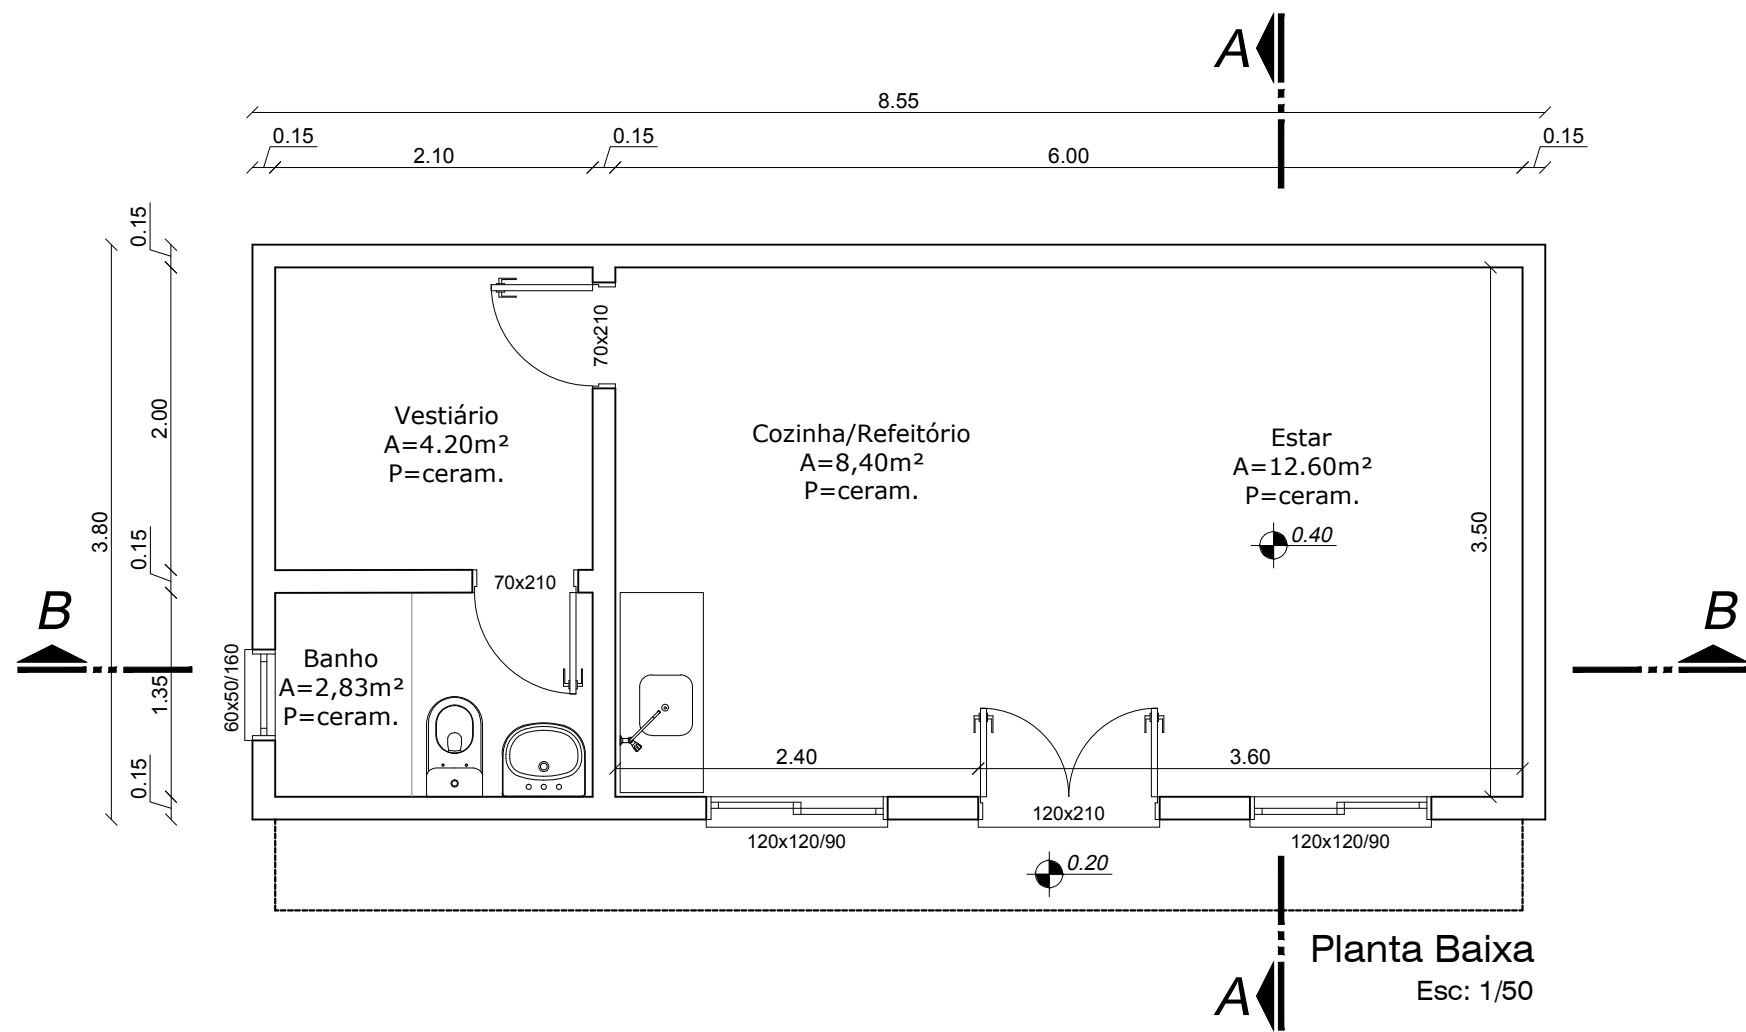 A
8.55
0.15
0.15
0.15
2.10
6.00
0.15
70x210
2.00
Vestiário
A=4.20m²
P=ceram.
Cozinha/Refeitório
A=8,40m²
P=ceram.
Estar
A=12.60m²
P=ceram.
0.40
3.80
0.15
3.50
70x210
B
B
60x50/160
1.35
Banho
A=2,83m²
P=ceram.
2.40
3.60
0.15
120x210
120x120/90
120x120/90
0.20
Planta Baixa
Esc: 1/50
A